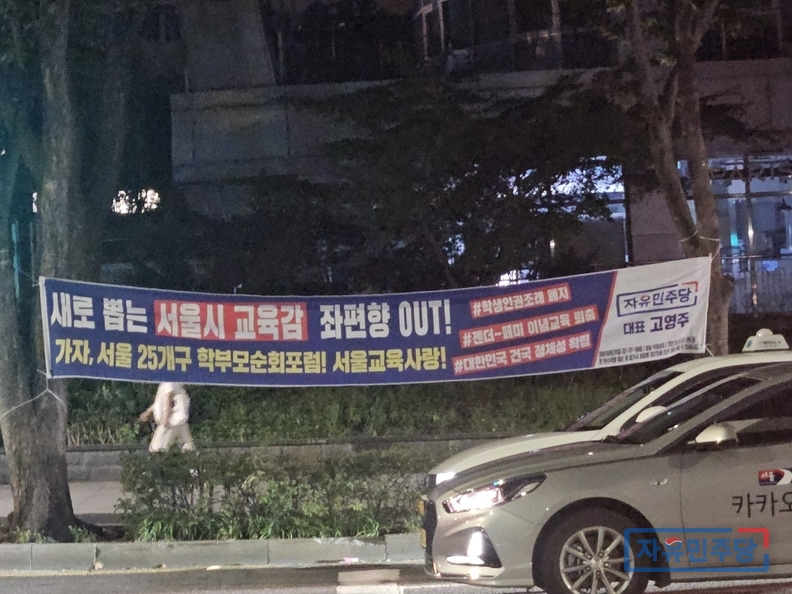 새로 뽑는 서울시 교육감 좌편향 OUT!
가자, 서울 25개구 학부모순회포럼! 서울교육사랑!
#학생인권조례 폐지
#젠더-페미 이념교육 퇴출
#대한민국 건국 정체성 확립
자유민주당
대표 고영주
서울
카카오
자유민주당